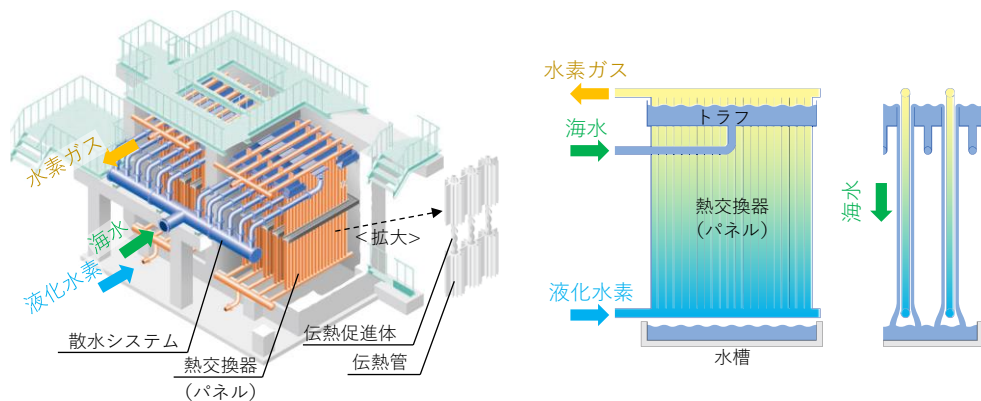 水素ガス
海水
液化水素
散水システム
熱交換器
（パネル）
<拡大>
伝熱促進体
伝熱管
水素ガス
海水
液化水素
トラフ
熱交換器
（パネル）
水槽
海水